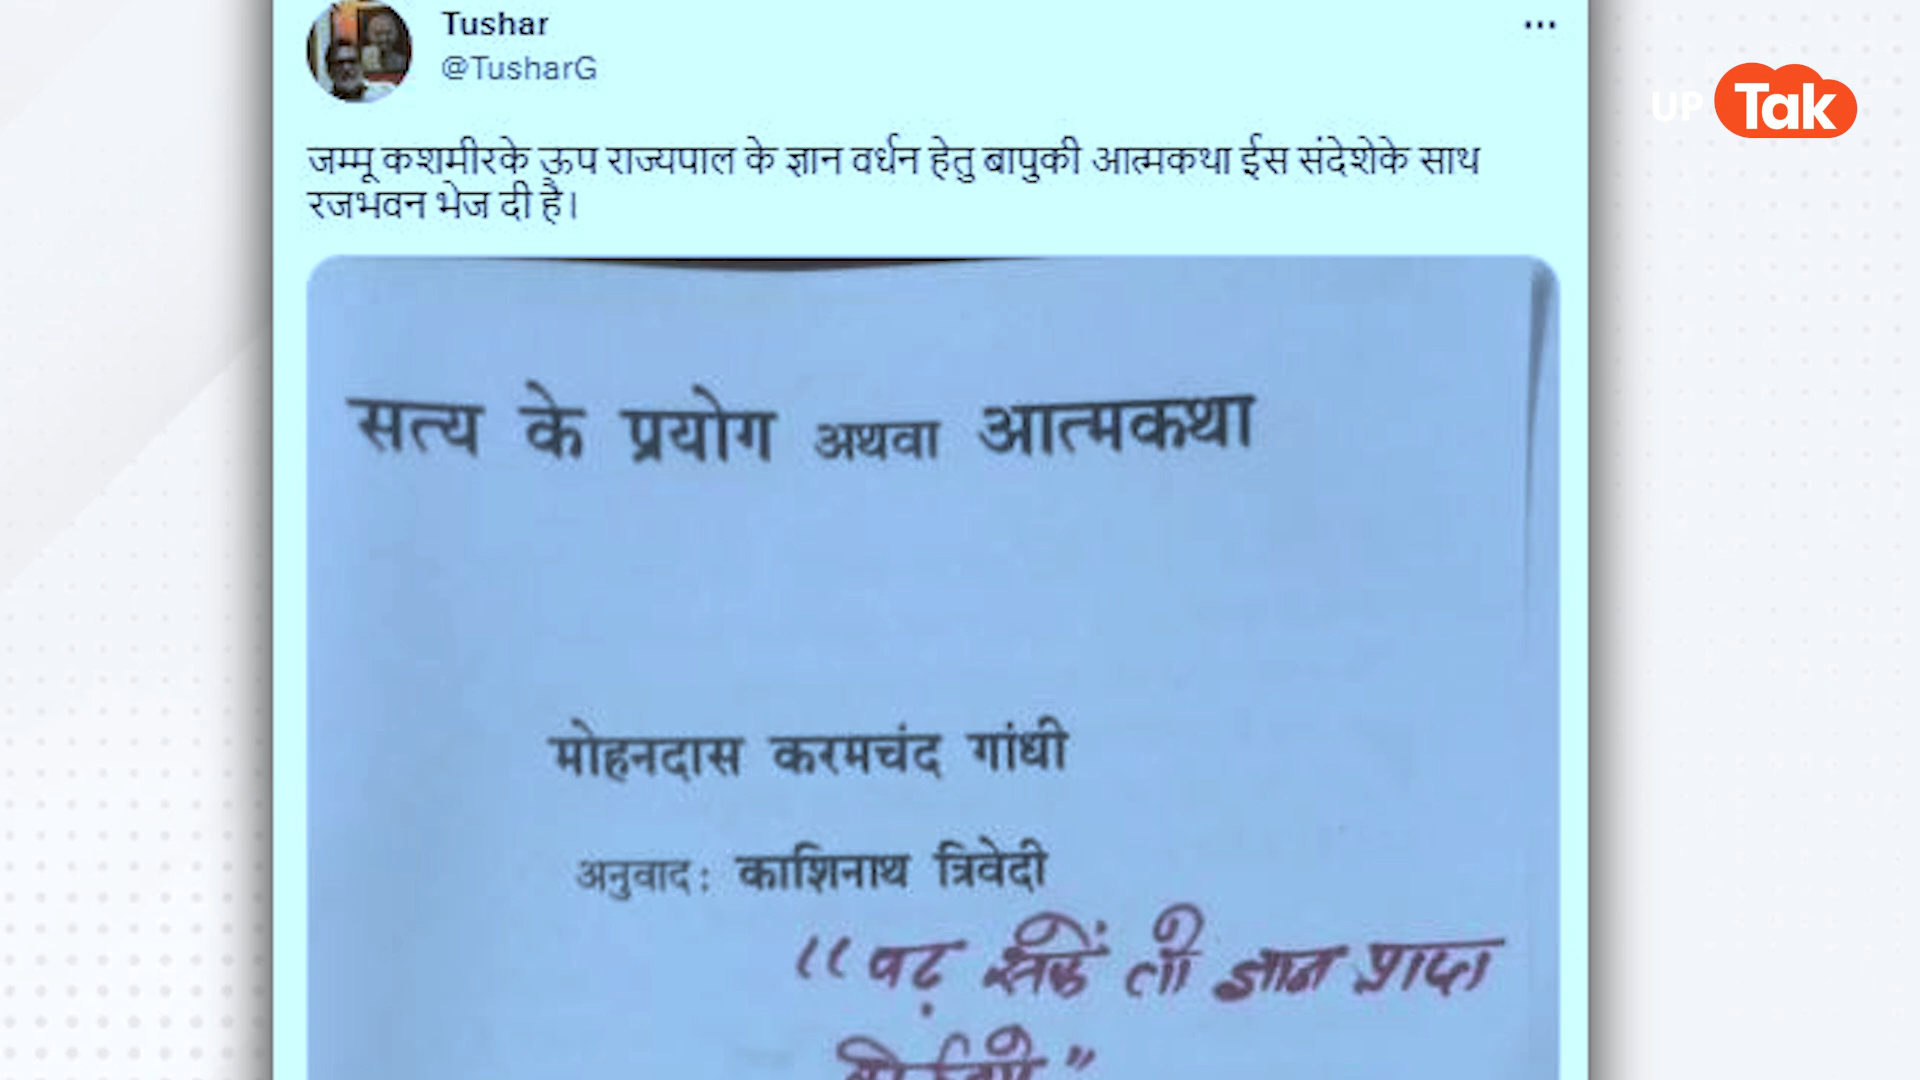 Tushar
@TusharG
UP Tak
जम्मू कशमीरके ऊप राज्यपाल के ज्ञान वर्धन हेतु बापुकी आत्मकथा ईस संदेशेके साथ
रजभवन भेज दी है।
सत्य के प्रयोग अथवा आत्मकथा
मोहनदास करमचंद गांधी
अनुवाद: काशिनाथ त्रिवेदी
“पढ़ सकें तो ज्ञान प्राप्त